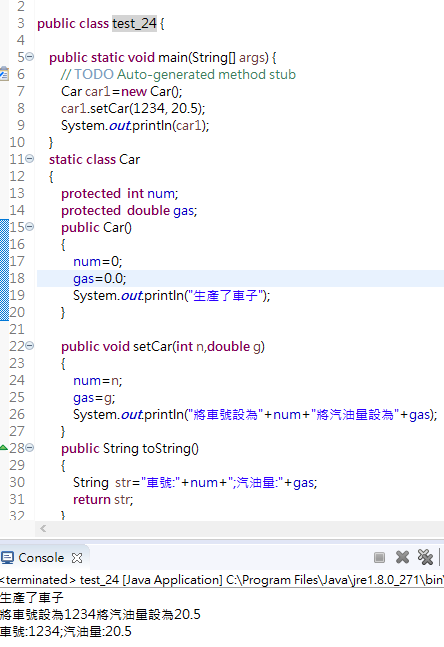 2
3 public class test_24 {
4
5 public static void main(String[] args) {
6 // TODO Auto-generated method stub
7 Car car1=new Car();
8 car1.setCar(1234, 20.5);
9 System.out.println(car1);
10 }
11 static class Car
12 {
13 protected int num;
14 protected double gas;
15 public Car()
16 {
17 num=0;
18 gas=0.0;
19 System.out.println("生產了車子");
20 }
21
22 public void setCar(int n,double g)
23 {
24 num=n;
25 gas=g;
26 System.out.println("將車號設為"+num+"將汽油量設為"+gas);
27 }
28 public String toString()
29 {
30 String str="車號:"+num+";汽油量:"+gas;
31 return str;
32 }
Console
<terminated> test_24 [Java Application] C:\Program Files\Java\jre1.8.0_271\bin\
生產了車子
將車號設為1234將汽油量設為20.5
車號:1234;汽油量:20.5